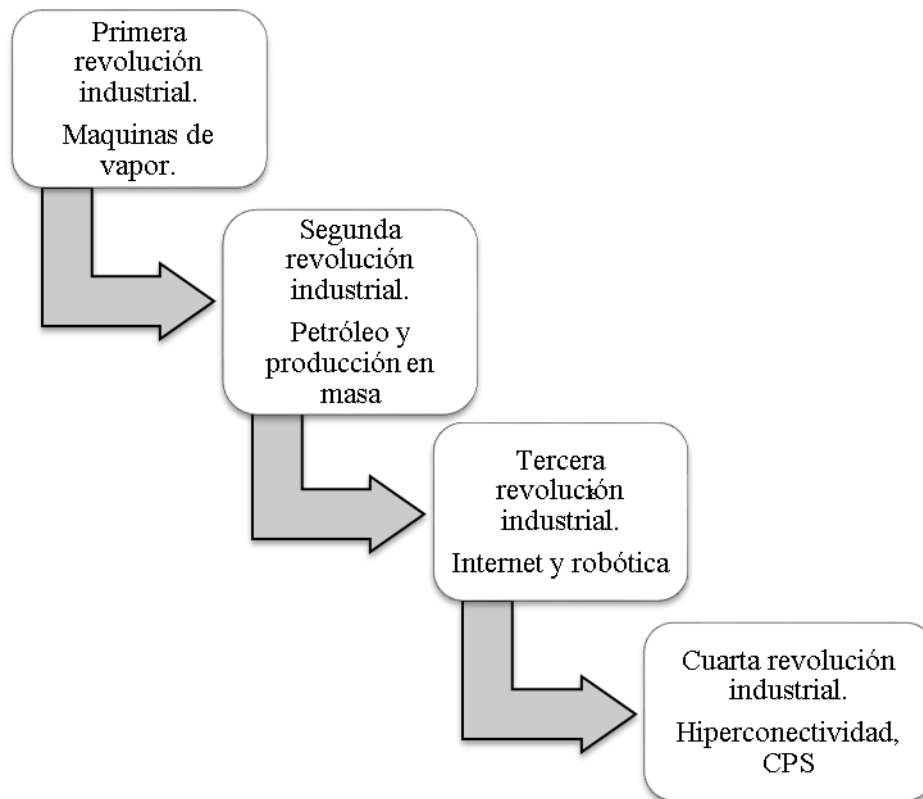 Primera
revolución
industrial.
Maquinas de
vapor.
Segunda
revolución
industrial.
Petróleo y
producción en
masa
Tercera
revolución
industrial.
Internet y robótica
Cuarta revolución
industrial.
Hiperconectividad,
CPS